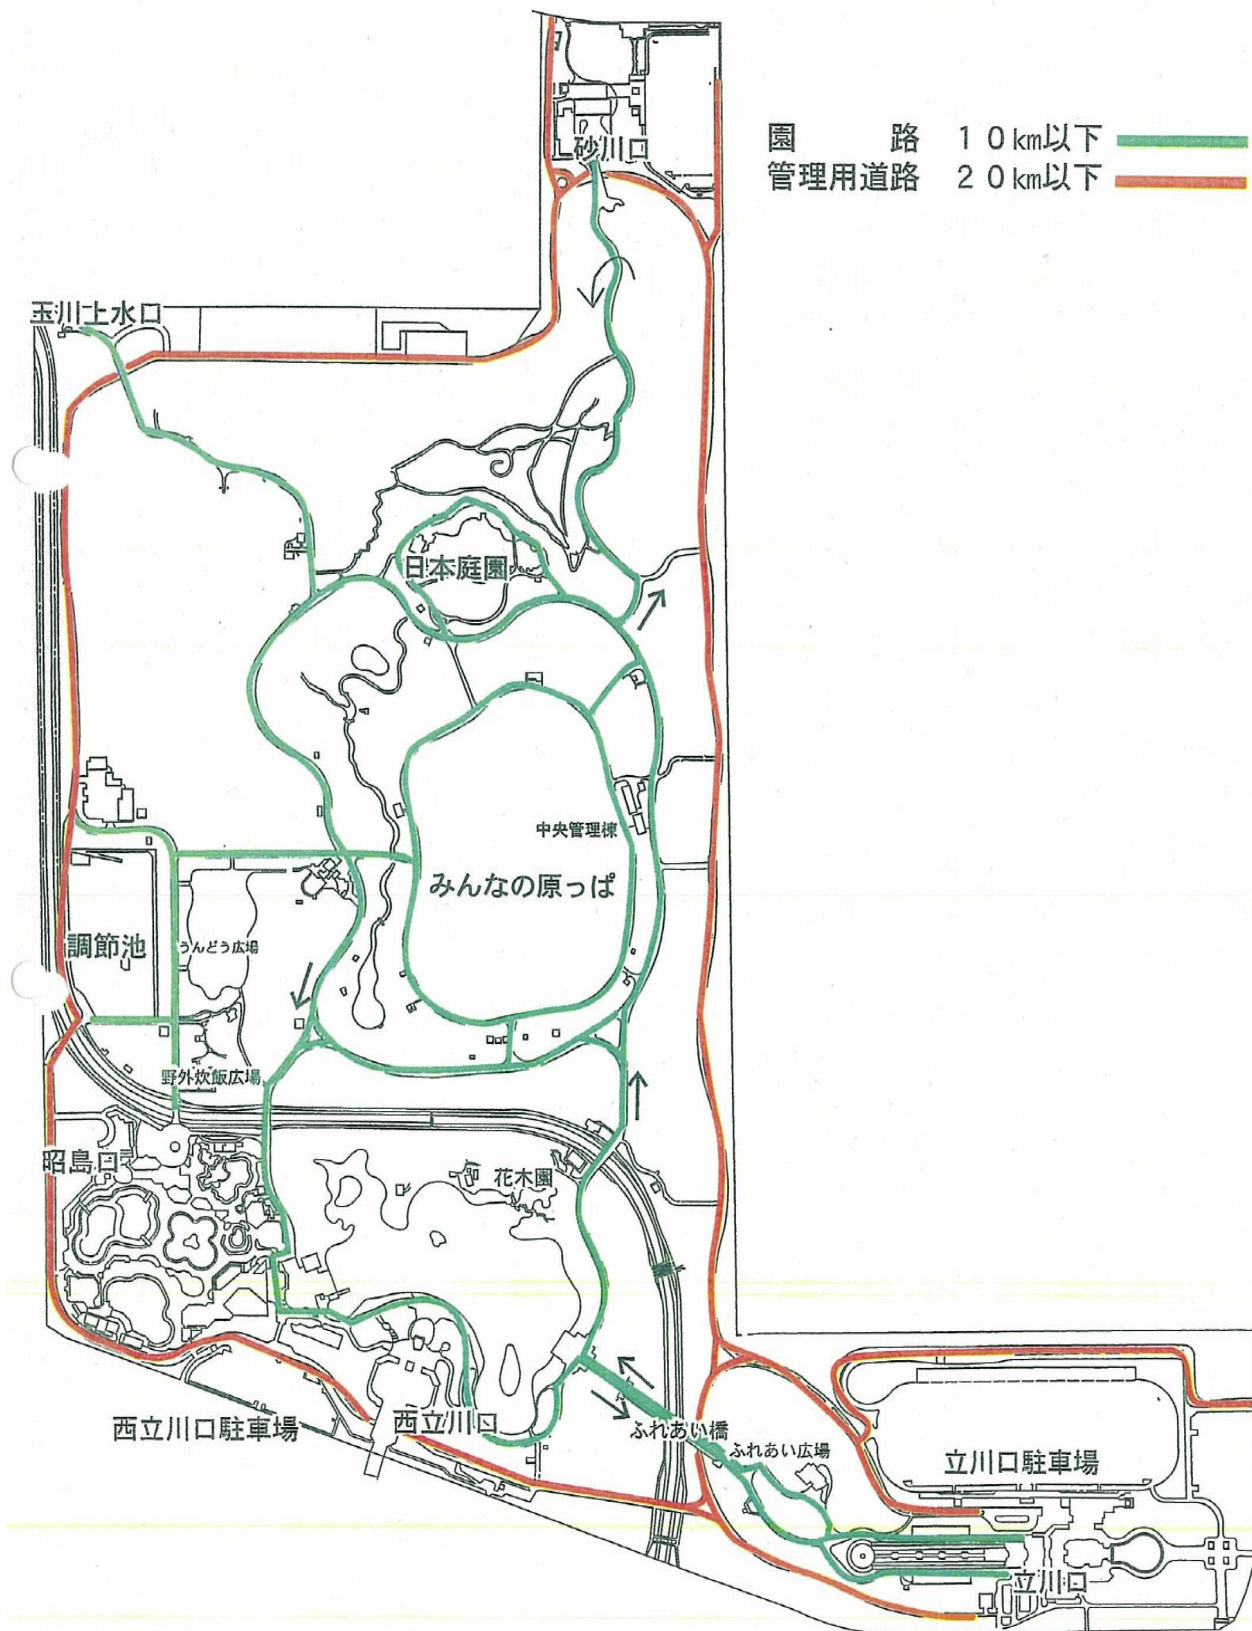 砂川口
園　　路　１０km以下
管理用道路　２０km以下
玉川上水口
日本庭園
中央管理棟
みんなの原っぱ
調節池
うんどう広場
野外炊飯広場
昭島口
花木園
西立川口駐車場
西立川口
ふれあい橋
ふれあい広場
立川口駐車場
立川口